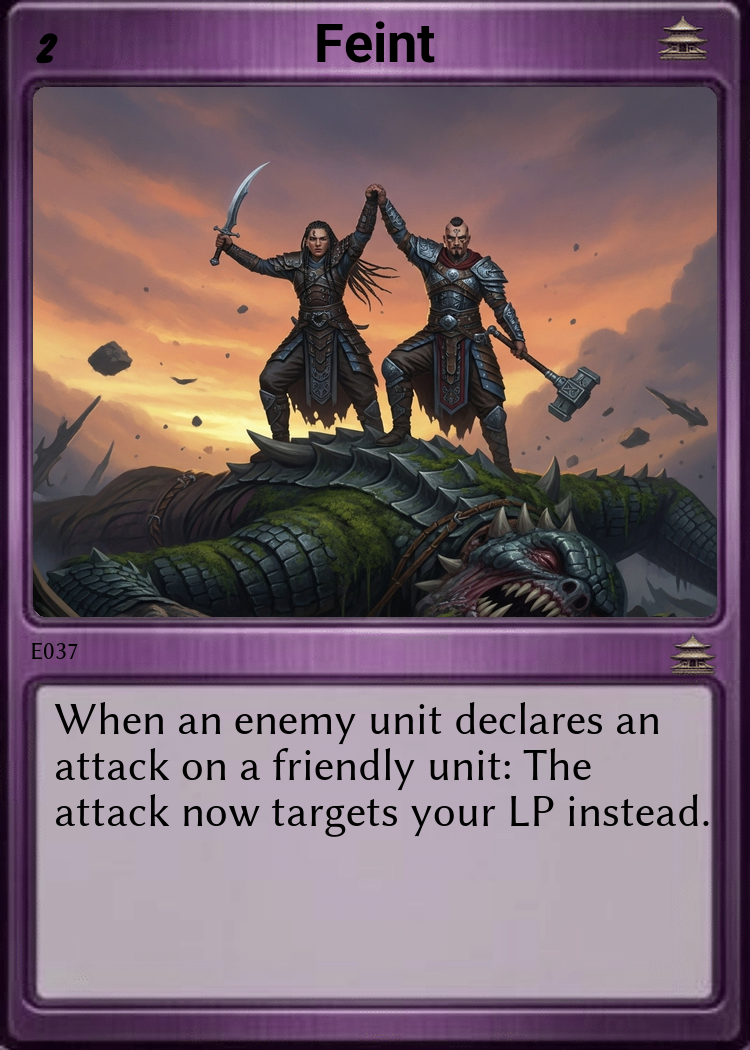 2
Feint
E037
When an enemy unit declares an
attack on a friendly unit: The
attack now targets your LP instead.